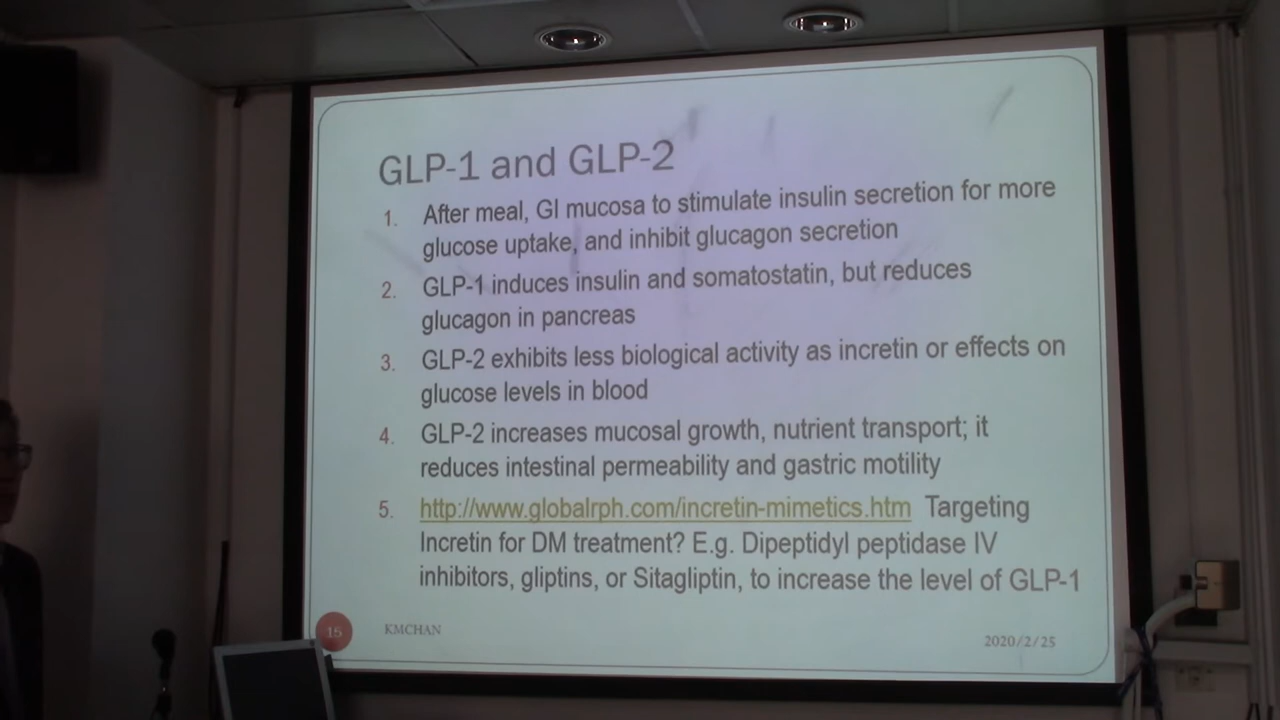 GLP-1 and GLP-2
1. After meal, GI mucosa to stimulate insulin secretion for more
glucose uptake, and inhibit glucagon secretion
2. GLP-1 induces insulin and somatostatin, but reduces
glucagon in pancreas
3. GLP-2 exhibits less biological activity as incretin or effects on
glucose levels in blood
4. GLP-2 increases mucosal growth, nutrient transport; it
reduces intestinal permeability and gastric motility
5. http://www.globalrph.com/incretin-mimetics.htm Targeting
Incretin for DM treatment? E.g. Dipeptidyl peptidase IV
inhibitors, gliptins, or Sitagliptin, to increase the level of GLP-1
15
KMCHAN
2020/2/25